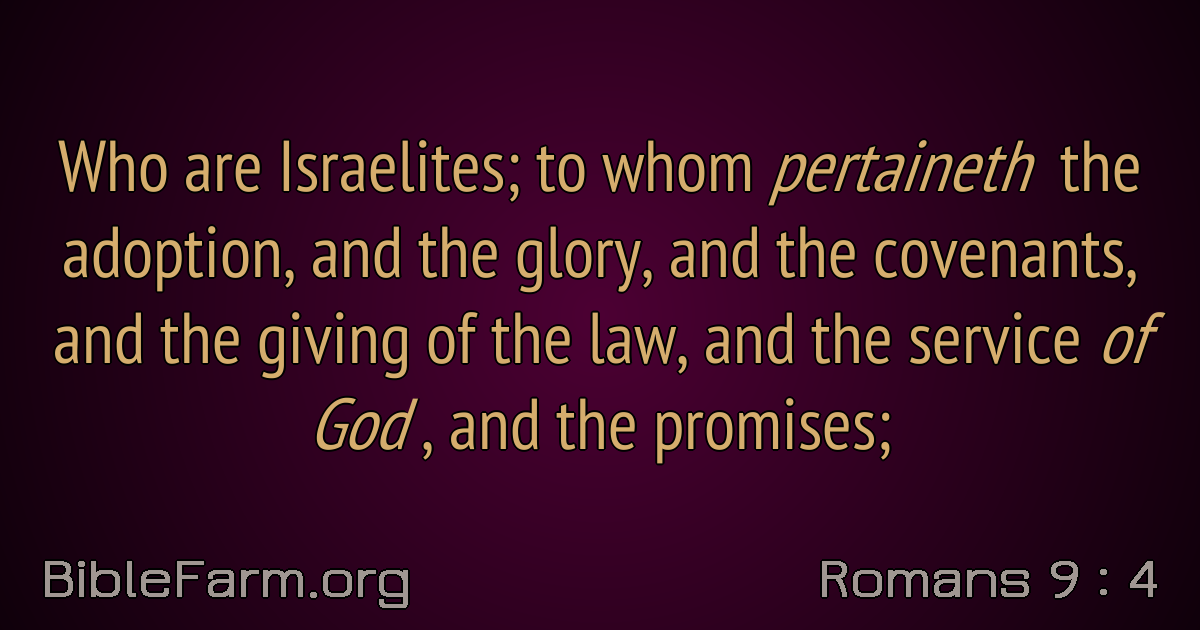 Who are Israelites; to whom pertaineth the
adoption, and the glory, and the covenants,
and the giving of the law, and the service of
God , and the promises;
BibleFarm.org
Romans 9 : 4